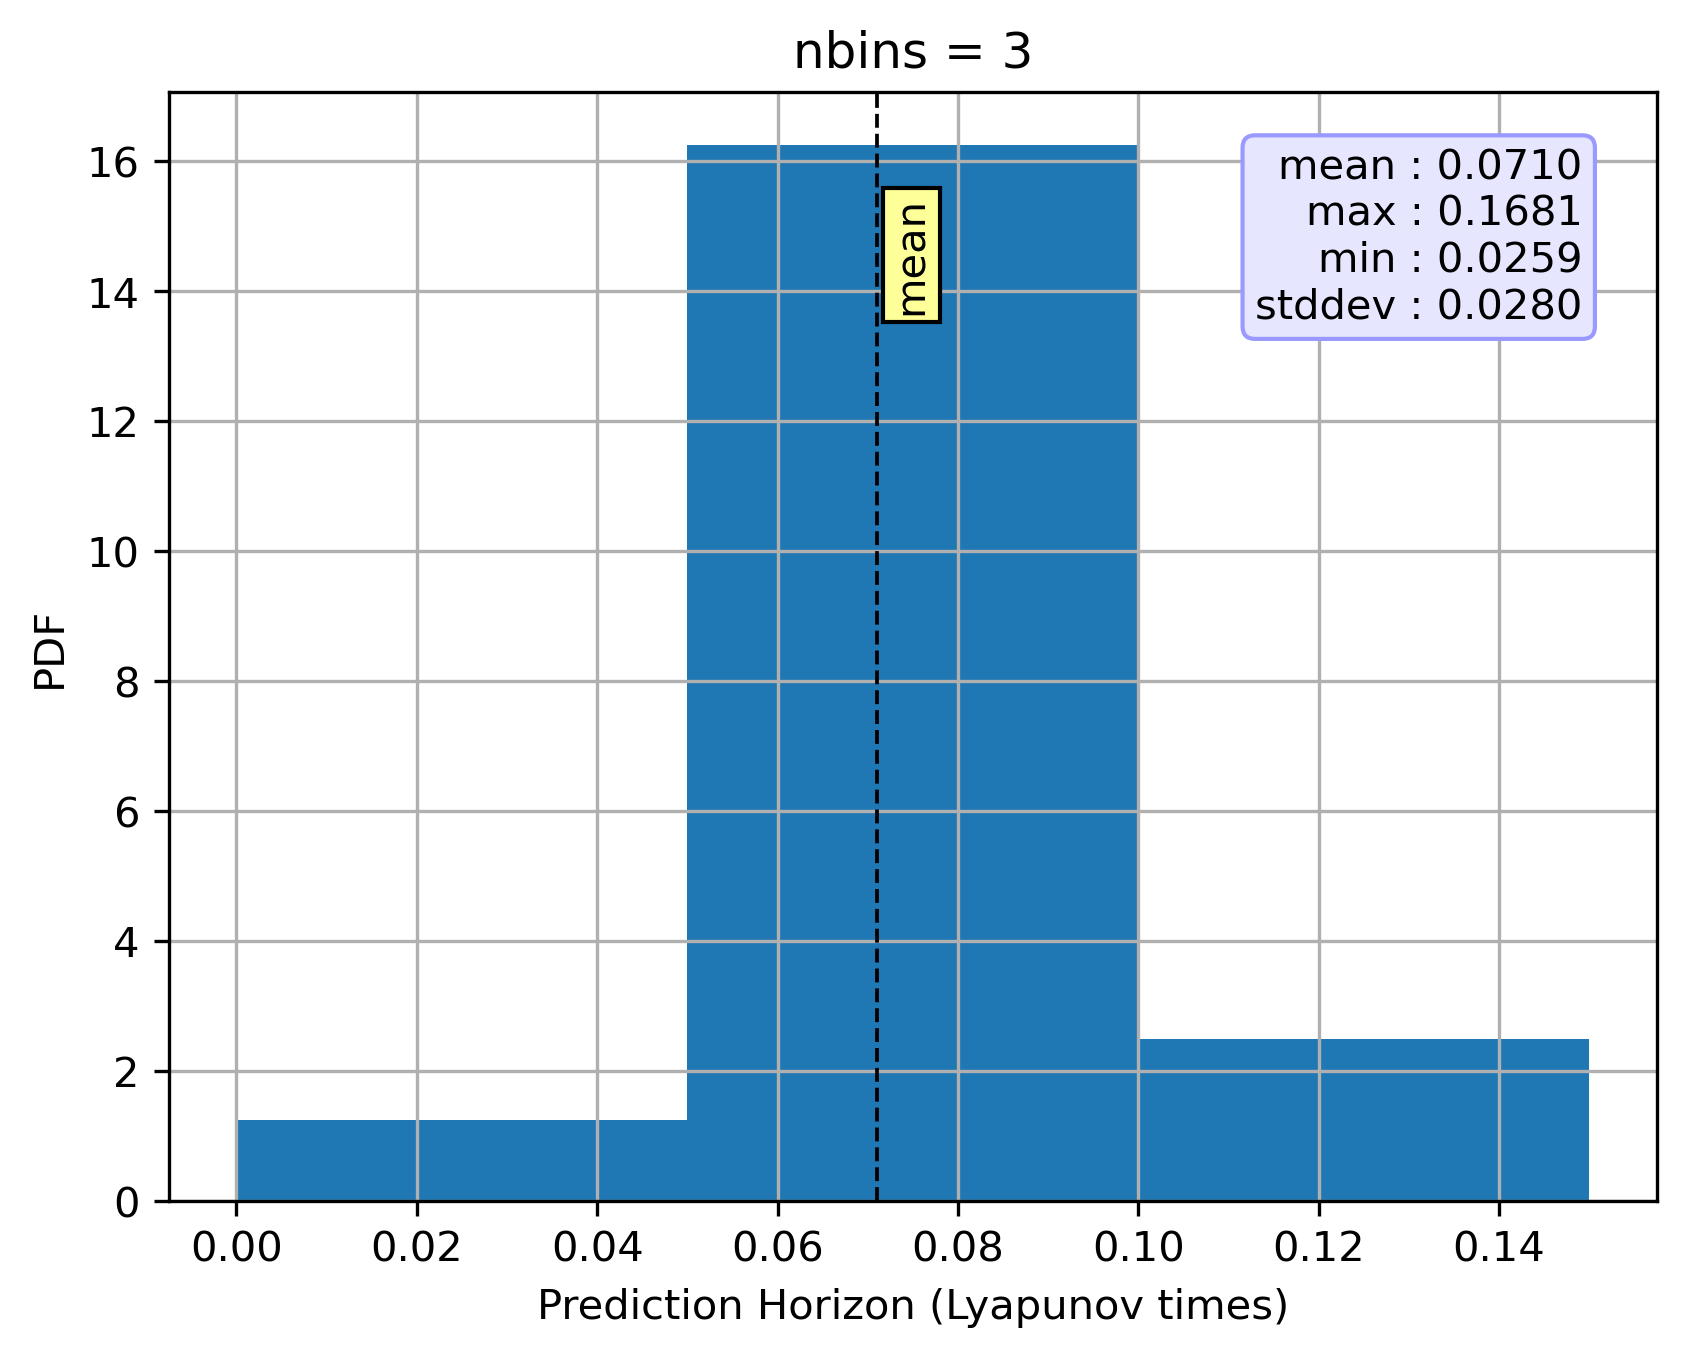 nbins = 3
mean : 0.0710
max : 0.1681
min : 0.0259
stddev : 0.0280
mean
PDF
16
14
12
10
8
6
4
2
0
0.00 0.02 0.04 0.06 0.08 0.10 0.12 0.14
Prediction Horizon (Lyapunov times)